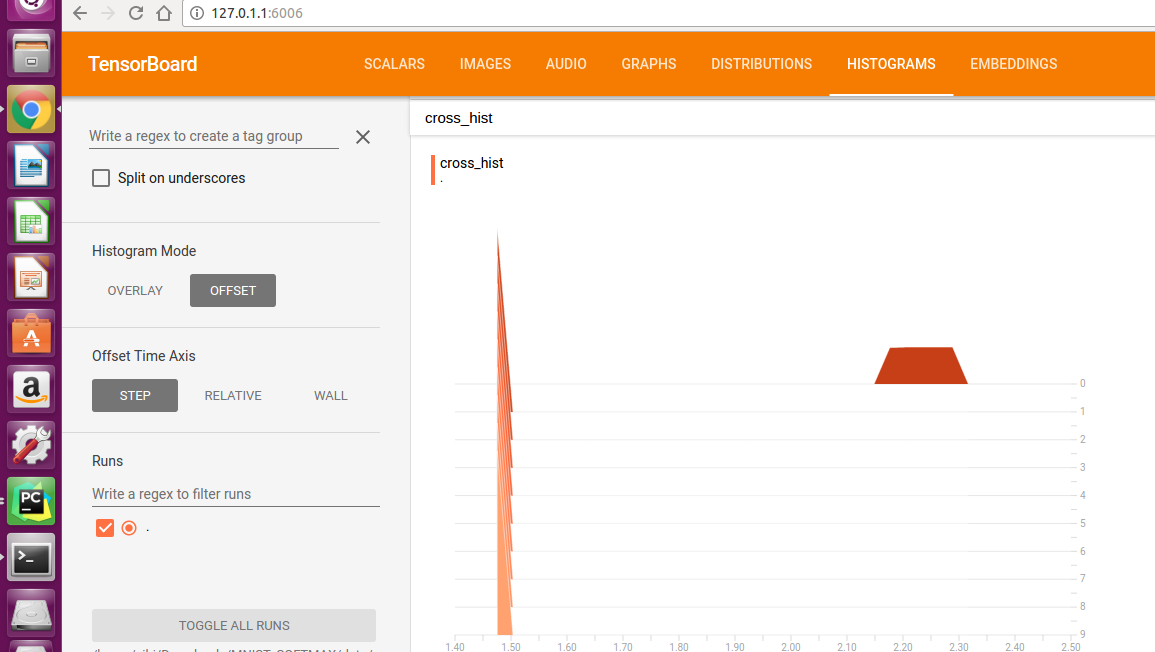 127.0.1.1:6006
TensorBoard
SCALARS IMAGES AUDIO GRAPHS DISTRIBUTIONS HISTOGRAMS EMBEDDINGS
Write a regex to create a tag group
Split on underscores
Histogram Mode
OVERLAY OFFSET
Offset Time Axis
STEP RELATIVE WALL
Runs
Write a regex to filter runs
.
TOGGLE ALL RUNS
cross_hist
cross_hist
.
0
1
2
3
4
5
6
7
8
9
1.40 1.50 1.60 1.70 1.80 1.90 2.00 2.10 2.20 2.30 2.40 2.50
PC
a